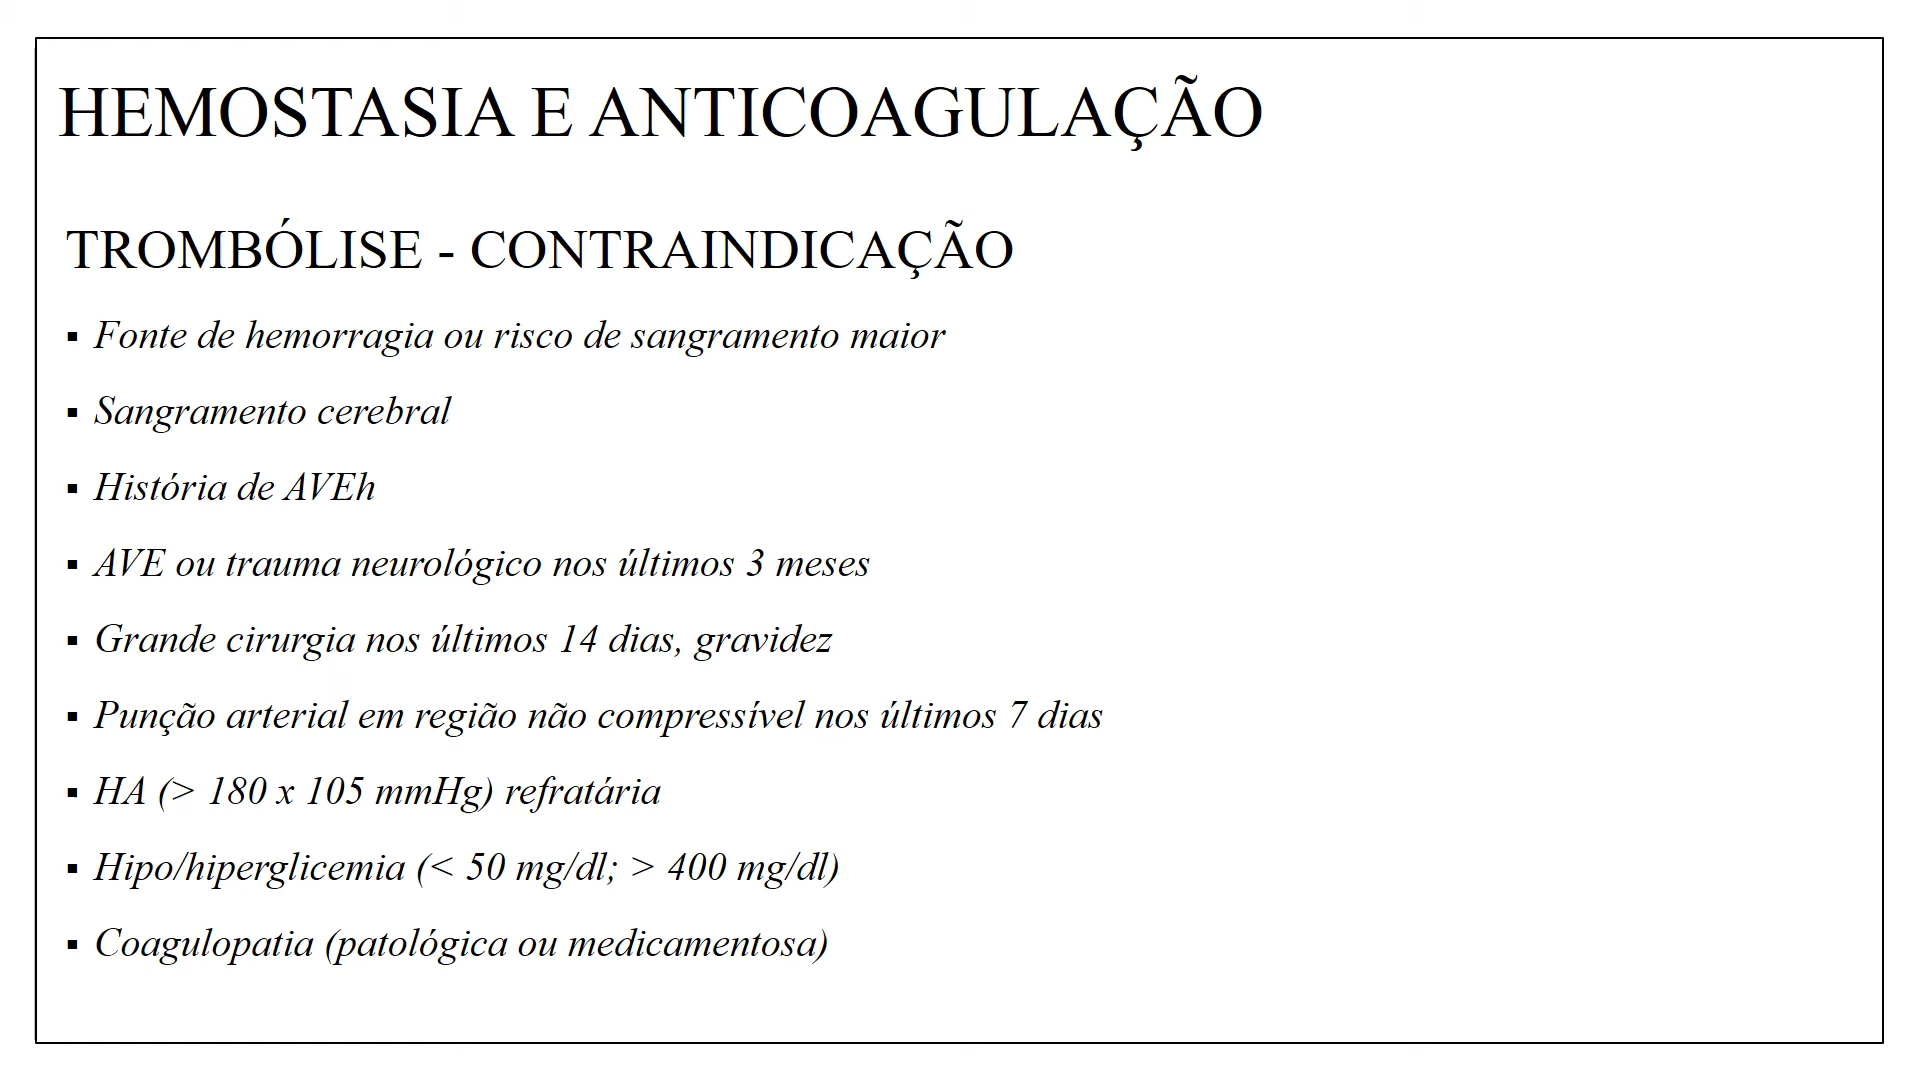 HEMOSTASIA E ANTICOAGULAÇÃO
TROMBÓLISE - CONTRAINDICAÇÃO
▪ Fonte de hemorragia ou risco de sangramento maior
▪ Sangramento cerebral
▪ História de AVEh
▪ AVE ou trauma neurológico nos últimos 3 meses
▪ Grande cirurgia nos últimos 14 dias, gravidez
▪ Punção arterial em região não compressível nos últimos 7 dias
▪ HA (> 180 x 105 mmHg) refratária
▪ Hipo/hiperglicemia (< 50 mg/dl; > 400 mg/dl)
▪ Coagulopatia (patológica ou medicamentosa)